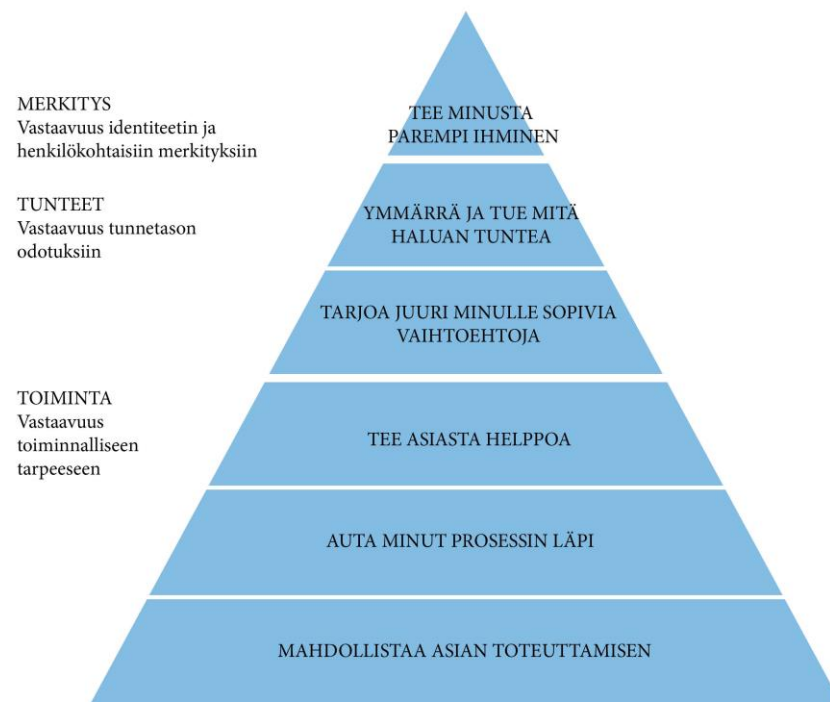 MERKITYS
Vastaavuus identiteetin ja
henkilökohtaisiin merkityksiin
TEE MINUSTA
PAREMPI IHMINEN
TUNTEET
Vastaavuus tunnetason
odotuksiin
YMMÄRRÄ JA TUE MITÄ
HALUAN TUNTEA
TARJOA JUURI MINULLE SOPIVIA
VAIHTOEHTOJA
TOIMINTA
Vastaavuus
toiminnalliseen
tarpeeseen
TEE ASIASTA HELPPOA
AUTA MINUT PROSESSIN LÄPI
MAHDOLLISTAA ASIAN TOTEUTTAMISEN